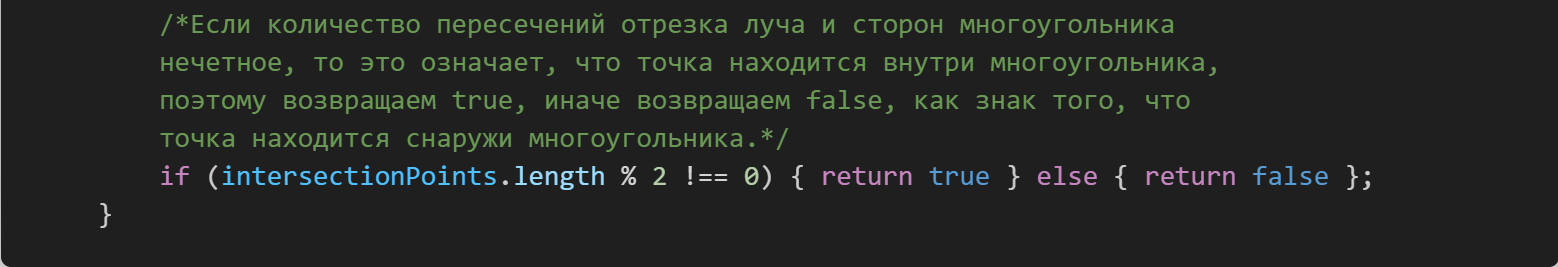 /*Если количество пересечений отрезка луча и сторон многоугольника
нечетное, то это означает, что точка находится внутри многоугольника,
поэтому возвращаем true, иначе возвращаем false, как знак того, что
точка находится снаружи многоугольника.*/
if (intersectionPoints.length % 2 !== 0) { return true } else { return false };
}